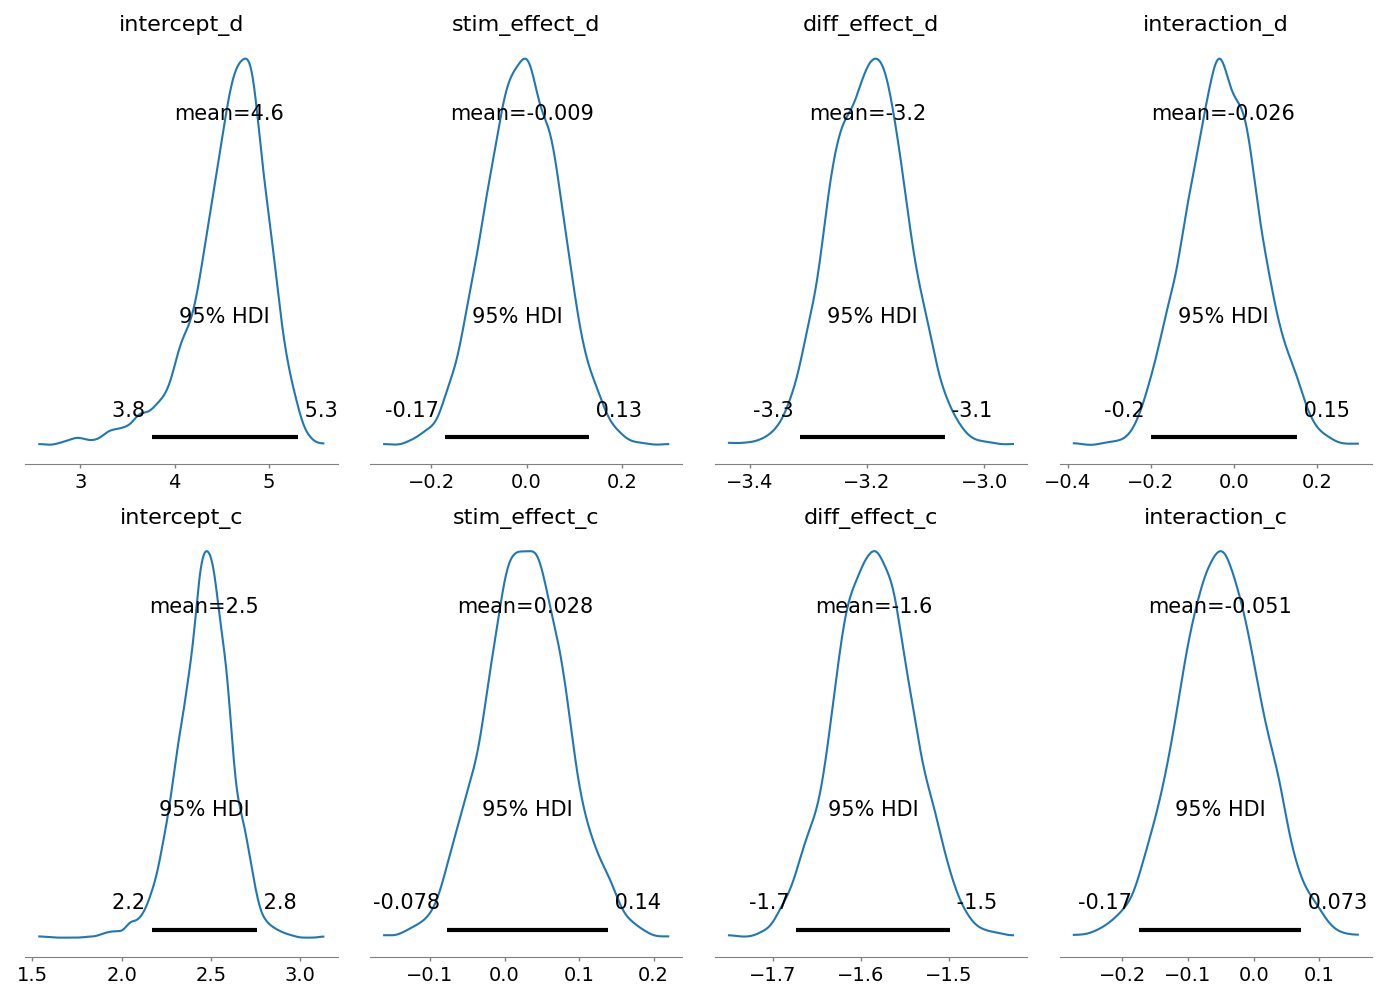 intercept_d stim_effect_d diff_effect_d interaction_d
mean=4.6 mean=-0.009 mean=-3.2 mean=-0.026
95% HDI 95% HDI 95% HDI 95% HDI
3.8 5.3 -0.17 0.13 -3.3 -3.1 -0.2 0.15
3 4 5 −0.2 0.0 0.2 −3.4 −3.2 −3.0 −0.4 −0.2 0.0 0.2
intercept_c stim_effect_c diff_effect_c interaction_c
mean=2.5 mean=0.028 mean=-1.6 mean=-0.051
95% HDI 95% HDI 95% HDI 95% HDI
2.2 2.8 -0.078 0.14 -1.7 -1.5 -0.17 0.073
1.5 2.0 2.5 3.0 −0.1 0.0 0.1 0.2 −1.7 −1.6 −1.5 −0.2 −0.1 0.0 0.1